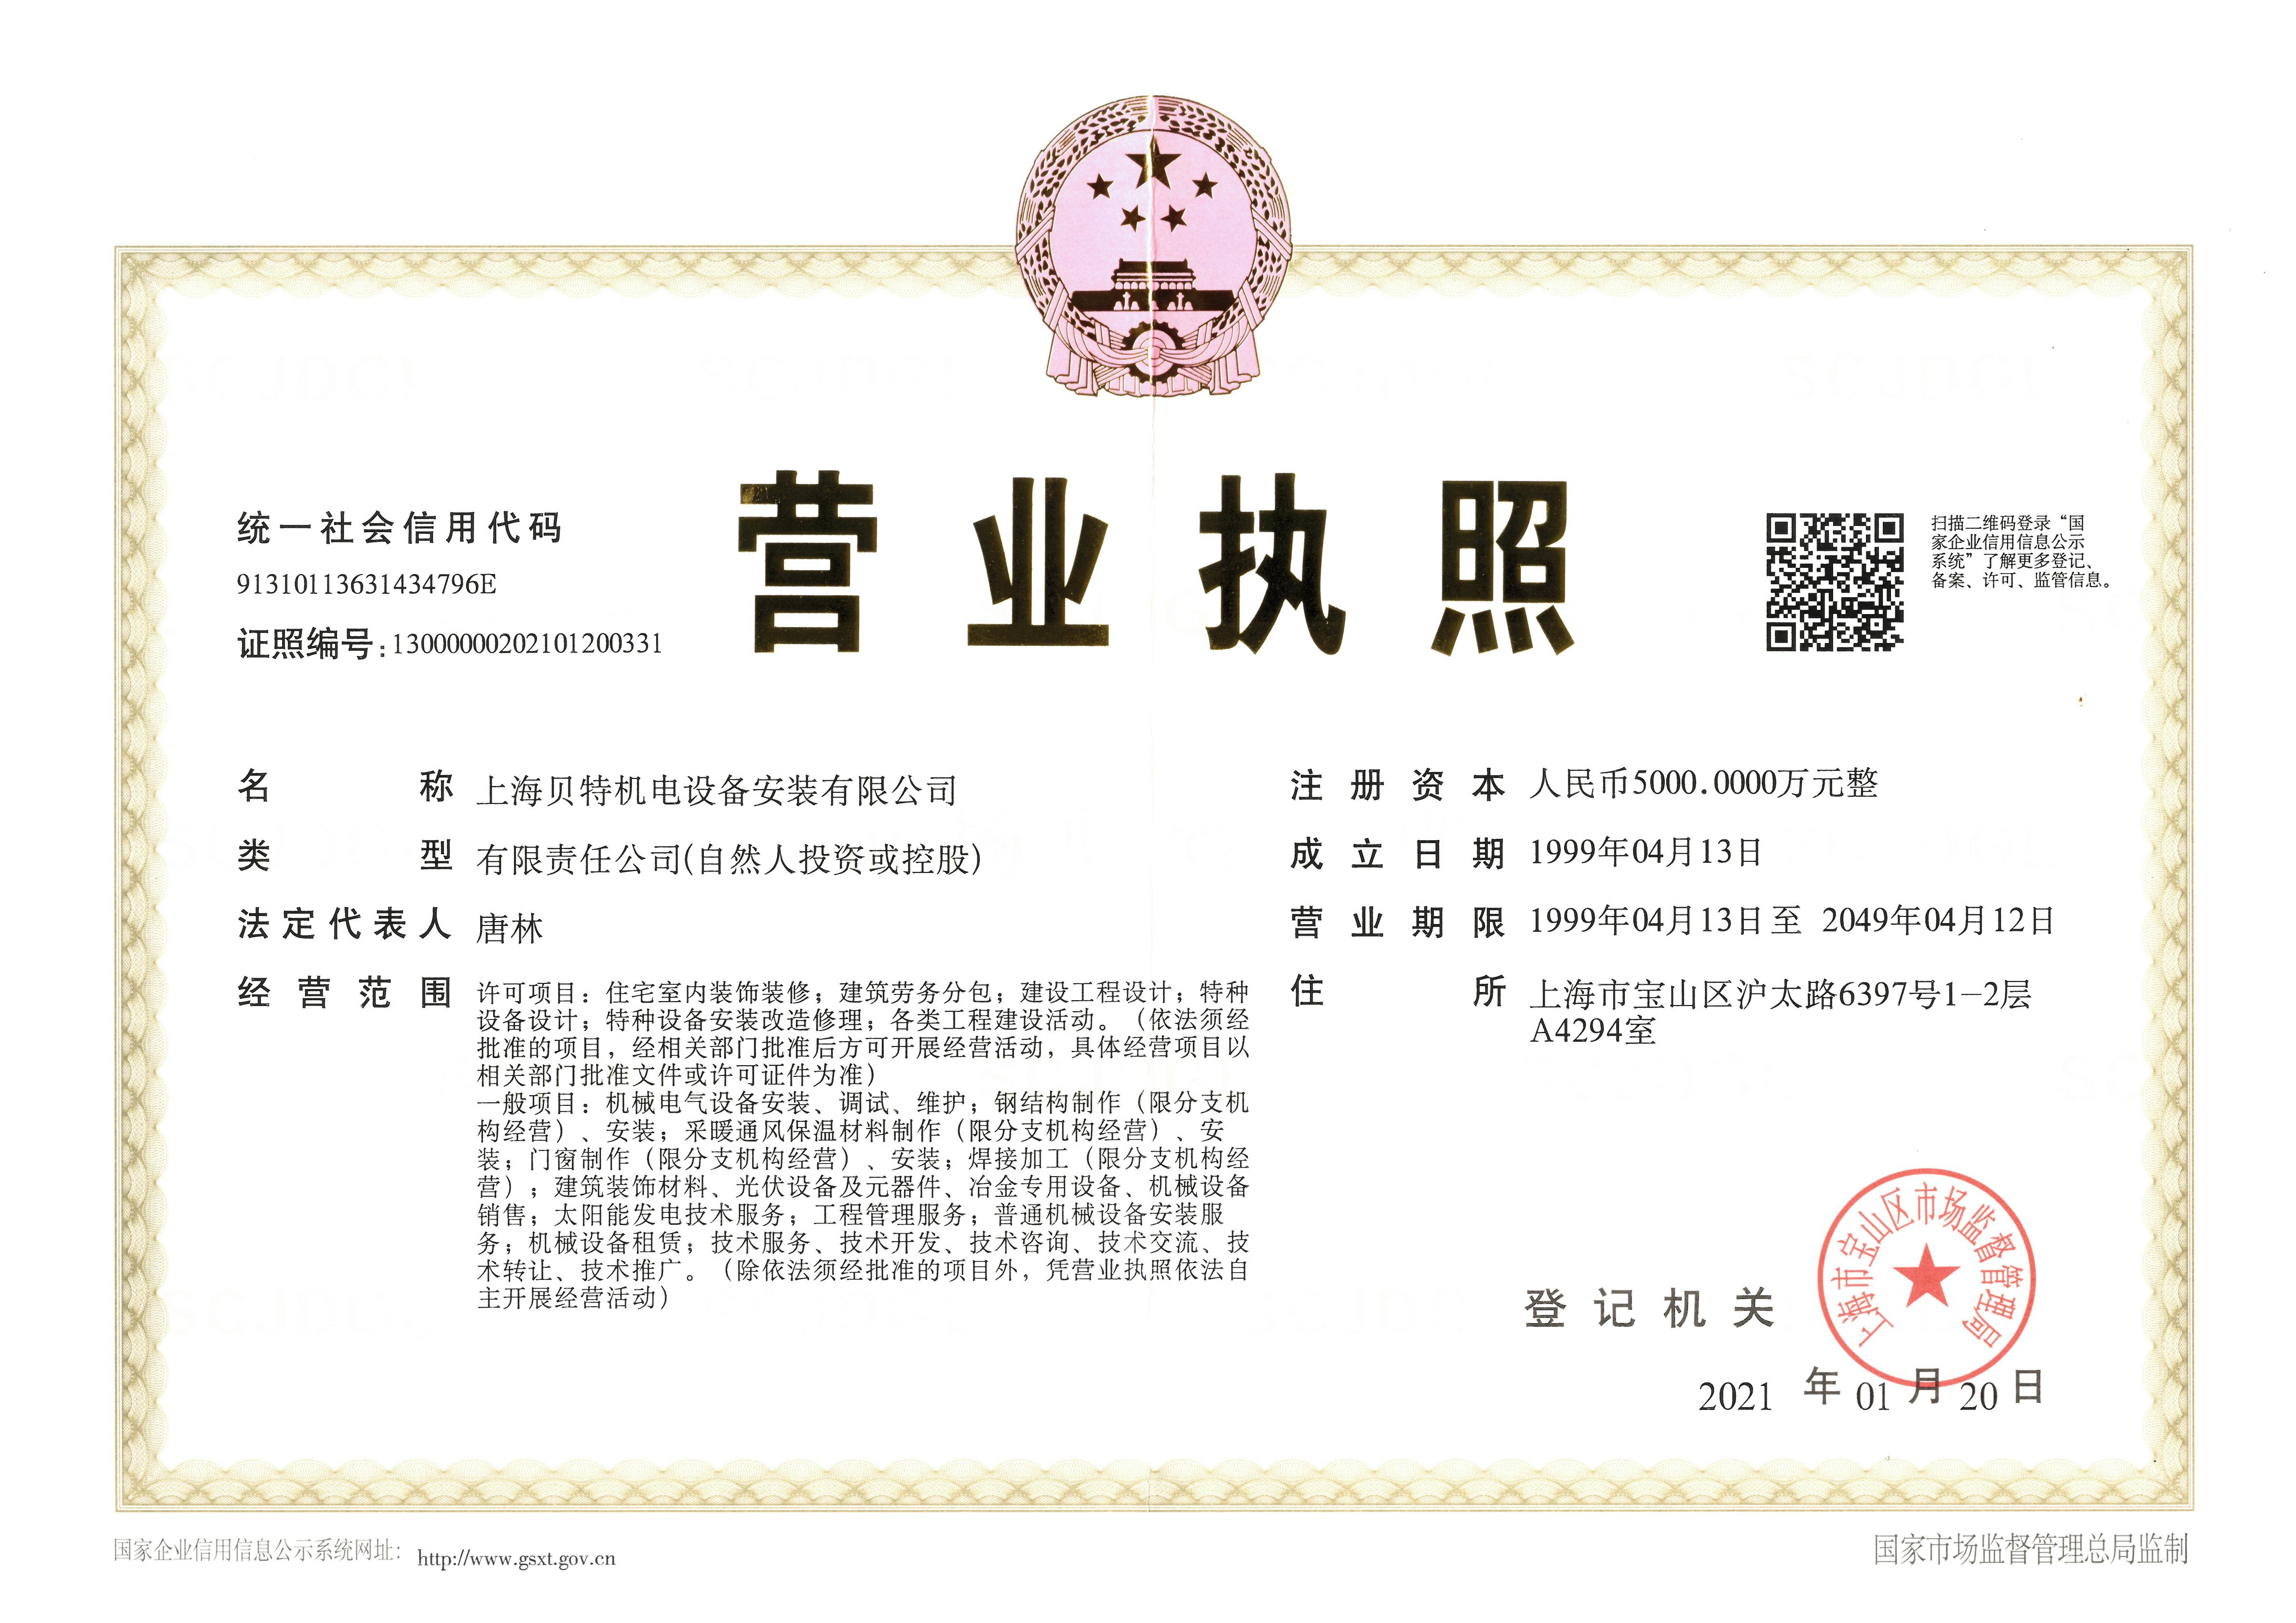 营业执照
统一社会信用代码
91310113631434796E
证照编号:13000000202101200331
扫描二维码登录“国
家企业信用信息公示
系统”了解更多登记、
备案、许可、监管信息。
名称 上海贝特机电设备安装有限公司
类型 有限责任公司(自然人投资或控股)
法定代表人 唐林
经营范围 许可项目：住宅室内装饰装修；建筑劳务分包；建设工程设计；特种
设备设计；特种设备安装改造修理；各类工程建设活动。（依法须经
批准的项目，经相关部门批准后方可开展经营活动，具体经营项目以
相关部门批准文件或许可证件为准）
一般项目：机械电气设备安装、调试、维护；钢结构制作（限分支机
构经营）、安装；采暖通风保温材料制作（限分支机构经营）、安
装；门窗制作（限分支机构经营）、安装；焊接加工（限分支机构经
营）；建筑装饰材料、光伏设备及元器件、冶金专用设备、机械设备
销售；太阳能发电技术服务；工程管理服务；普通机械设备安装服
务；机械设备租赁；技术服务、技术开发、技术咨询、技术交流、技
术转让、技术推广。（除依法须经批准的项目外，凭营业执照依法自
主开展经营活动）
注册资本 人民币5000.0000万元整
成立日期 1999年04月13日
营业期限 1999年04月13日至 2049年04月12日
住所 上海市宝山区沪太路6397号1-2层
A4294室
登记机关
上海市宝山区市场监督管理局
2021 年 01 月 20 日
国家企业信用信息公示系统网址： http://www.gsxt.gov.cn
国家市场监督管理总局监制